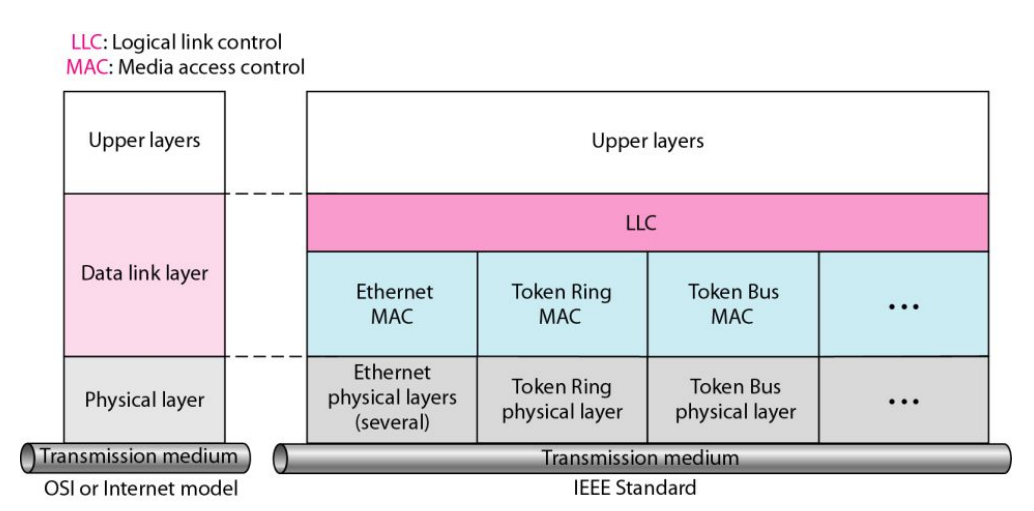 LLC: Logical link control
MAC: Media access control
Upper layers
Upper layers
Data link layer
LLC
Ethernet
MAC
Token Ring
MAC
Token Bus
MAC
...
Physical layer
Ethernet
physical layers
(several)
Token Ring
physical layer
Token Bus
physical layer
...
Transmission medium
Transmission medium
OSI or Internet model
IEEE Standard